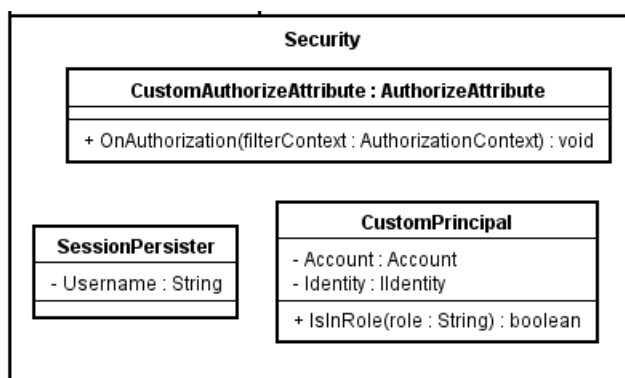 Security
CustomAuthorizeAttribute : AuthorizeAttribute
+ OnAuthorization(filterContext : AuthorizationContext) : void
SessionPersister
- Username : String
CustomPrincipal
- Account : Account
- Identity : IIdentity
+ IsInRole(role : String) : boolean